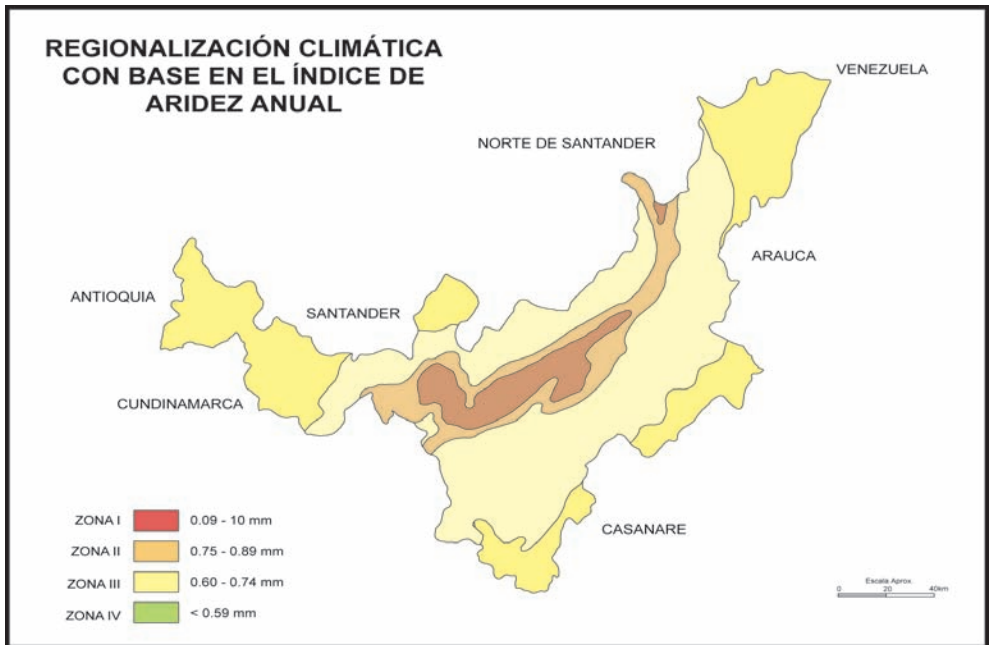 REGIONALIZACIÓN CLIMÁTICA
CON BASE EN EL ÍNDICE DE
ARIDEZ ANUAL
VENEZUELA
NORTE DE SANTANDER
ARAUCA
ANTIOQUIA
SANTANDER
CUNDINAMARCA
CASANARE
ZONA I 0.09 - 10 mm
ZONA II 0.75 - 0.89 mm
ZONA III 0.60 - 0.74 mm
ZONA IV < 0.59 mm
Escala Aprox.
0 20 40km